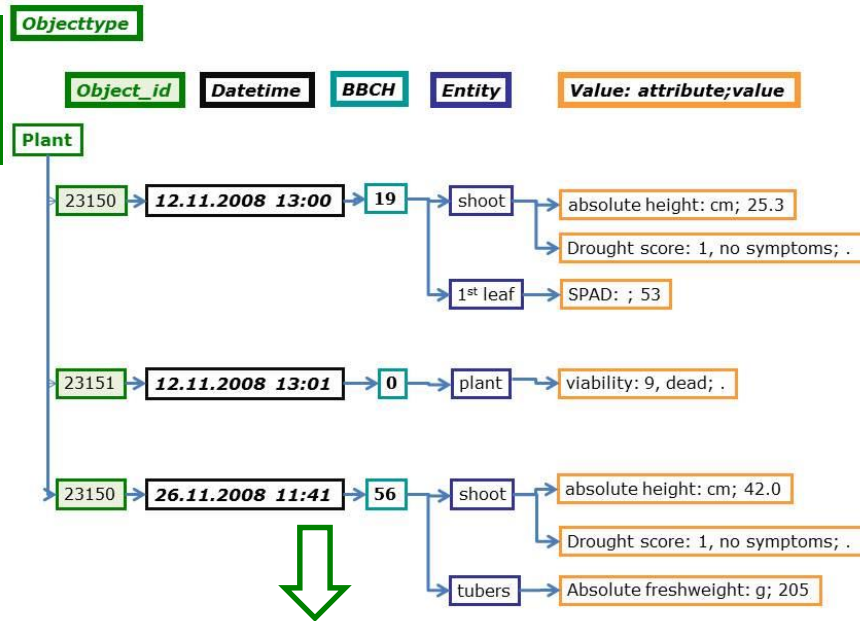 Objecttype
Object_id Datetime BBCH Entity Value: attribute;value
Plant
23150 12.11.2008 13:00 19 shoot absolute height: cm; 25.3
Drought score: 1, no symptoms; .
1st leaf SPAD: ; 53
23151 12.11.2008 13:01 0 plant viability: 9, dead; .
23150 26.11.2008 11:41 56 shoot absolute height: cm; 42.0
Drought score: 1, no symptoms; .
tubers Absolute freshweight: g; 205